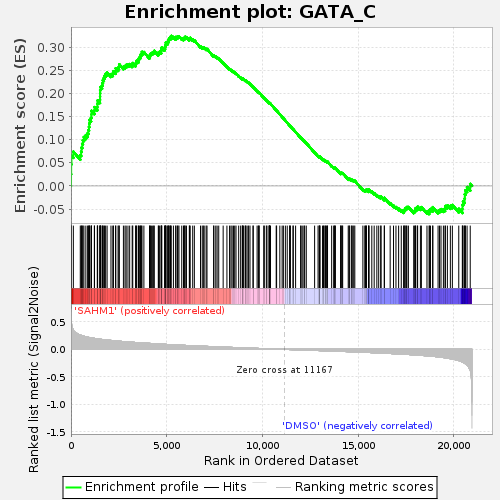 Enrichment plot: GATA_C
Enrichment score (ES)
0.30
0.25
0.20
0.15
0.10
0.05
0.00
-0.05
Ranked list metric (Signal2Noise)
'SAHM1' (positively correlated)
0.5
0.0
-0.5
-1.0
-1.5
Zero cross at 11167
'DMSO' (negatively correlated)
0
5,000
10,000
15,000
20,000
Rank in Ordered Dataset
Enrichment profile
Hits
Ranking metric scores